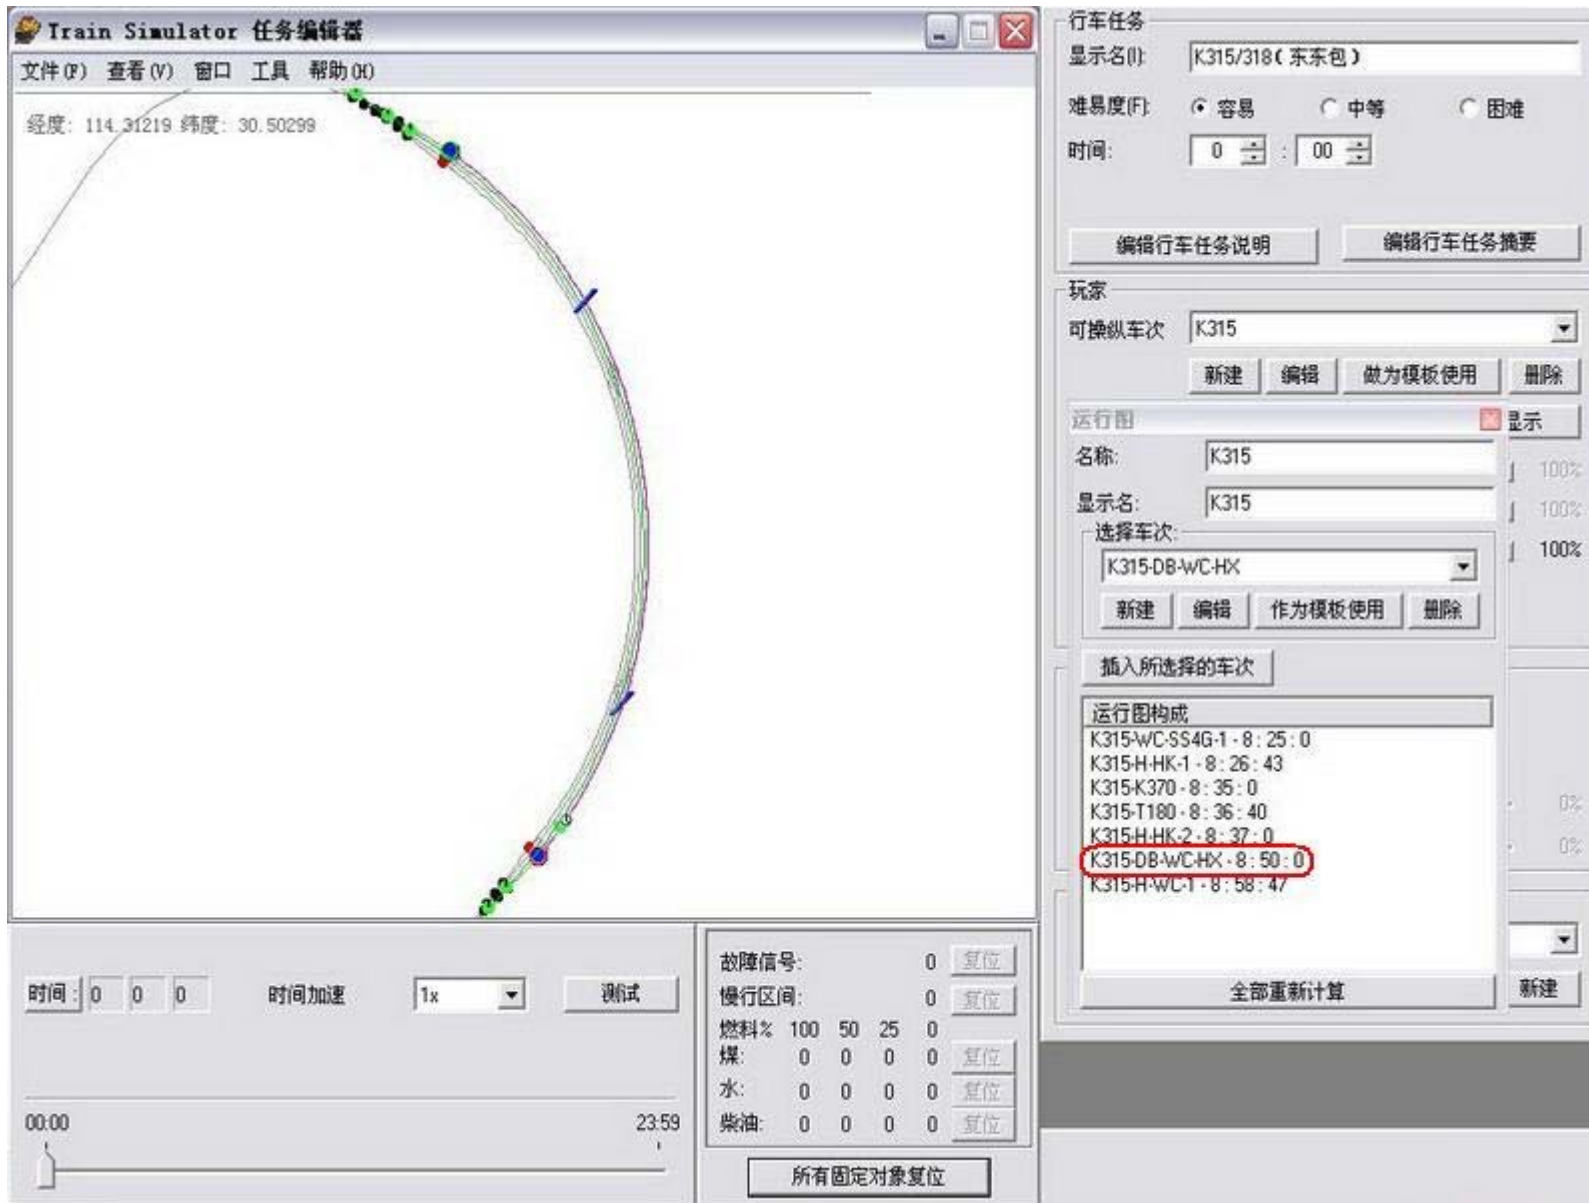 Train Simulator 任务编辑器
文件(F) 查看(V) 窗口 工具 帮助(H)
经度: 114.31219 纬度: 30.50299
行车任务
显示名(I): K315/318(东东包)
难易度(F): 容易 中等 困难
时间: 0 : 00
编辑行车任务说明 编辑行车任务摘要
玩家
可操纵车次 K315
新建 编辑 做为模板使用 删除
运行图 显示
名称: K315
100%
显示名: K315
100%
选择车次:
100%
K315-DB-WC-HX
新建 编辑 作为模板使用 删除
插入所选择的车次
运行图构成
K315-WC-SS4G-1 - 8 : 25 : 0
K315-H-HK-1 - 8 : 26 : 43
K315-K370 - 8 : 35 : 0
K315-T180 - 8 : 36 : 40
0%
K315-H-HK-2 - 8 : 37 : 0
0%
K315-DB-WC-HX - 8 : 50 : 0
K315-H-WC-1 - 8 : 58 : 47
全部重新计算 新建
时间: 0 0 0 时间加速 1x 测试
00:00 23:59
故障信号: 0 复位
慢行区间: 0 复位
燃料% 100 50 25 0
煤: 0 0 0 0 复位
水: 0 0 0 0 复位
柴油: 0 0 0 0 复位
所有固定对象复位